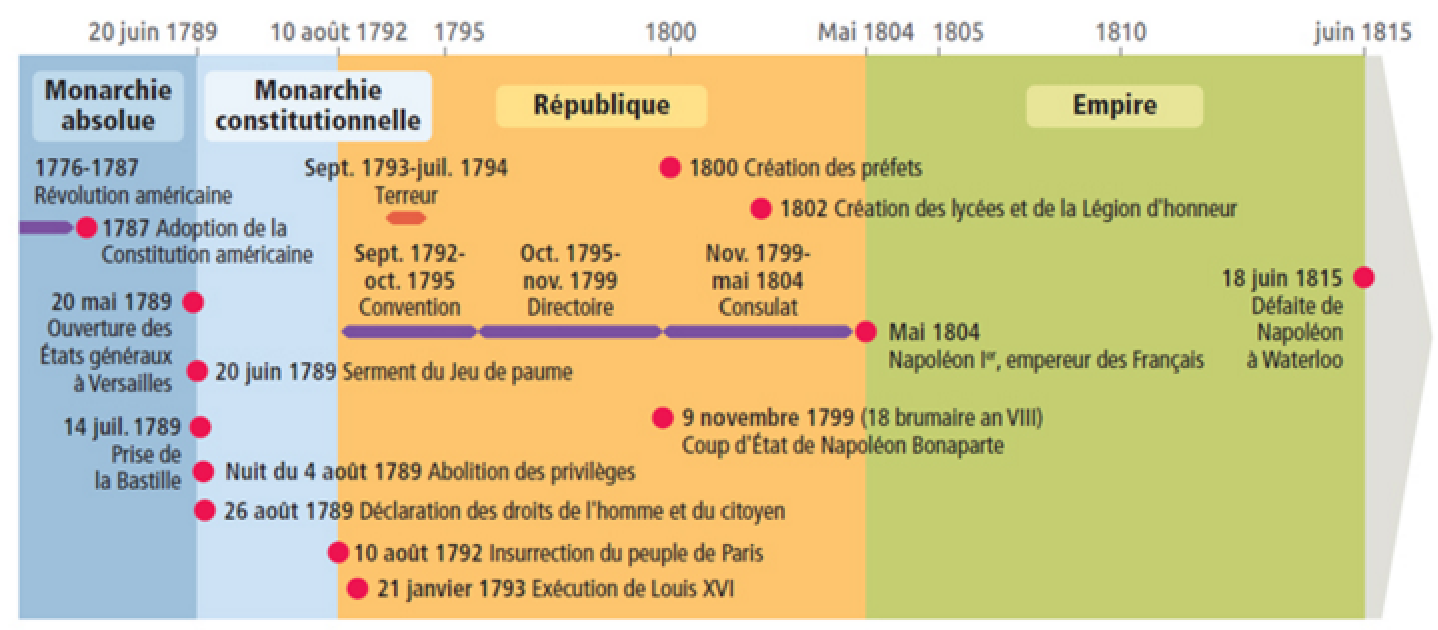 20 juin 1789 10 août 1792 1795 1800 Mai 1804 1805 1810 juin 1815
Monarchie
absolue
Monarchie
constitutionnelle
République
Empire
1776-1787
Révolution américaine
1787 Adoption de la
Constitution américaine
20 mai 1789
Ouverture des
États généraux
à Versailles
20 juin 1789 Serment du Jeu de paume
14 juil. 1789
Prise de
la Bastille
Nuit du 4 août 1789 Abolition des privilèges
26 août 1789 Déclaration des droits de l'homme et du citoyen
10 août 1792 Insurrection du peuple de Paris
21 janvier 1793 Exécution de Louis XVI
Sept. 1793-juil. 1794
Terreur
Sept. 1792-
oct. 1795
Convention
Oct. 1795-
nov. 1799
Directoire
Nov. 1799-
mai 1804
Consulat
1800 Création des préfets
1802 Création des lycées et de la Légion d'honneur
Mai 1804
Napoléon Ier, empereur des Français
9 novembre 1799 (18 brumaire an VIII)
Coup d'État de Napoléon Bonaparte
18 juin 1815
Défaite de
Napoléon
à Waterloo